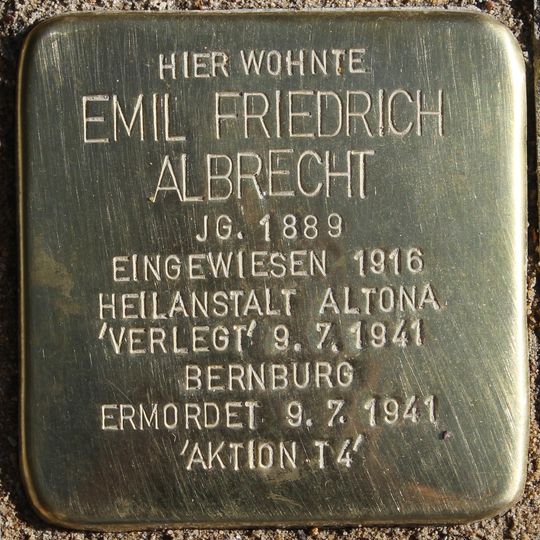 HIER WOHNTE
EMIL FRIEDRICH
ALBRECHT
JG. 1889
EINGEWIESEN 1916
HEILANSTALT ALTONA
'VERLEGT' 9. 7. 1941
BERNBURG
ERMORDET 9. 7. 1941
'AKTION T4'